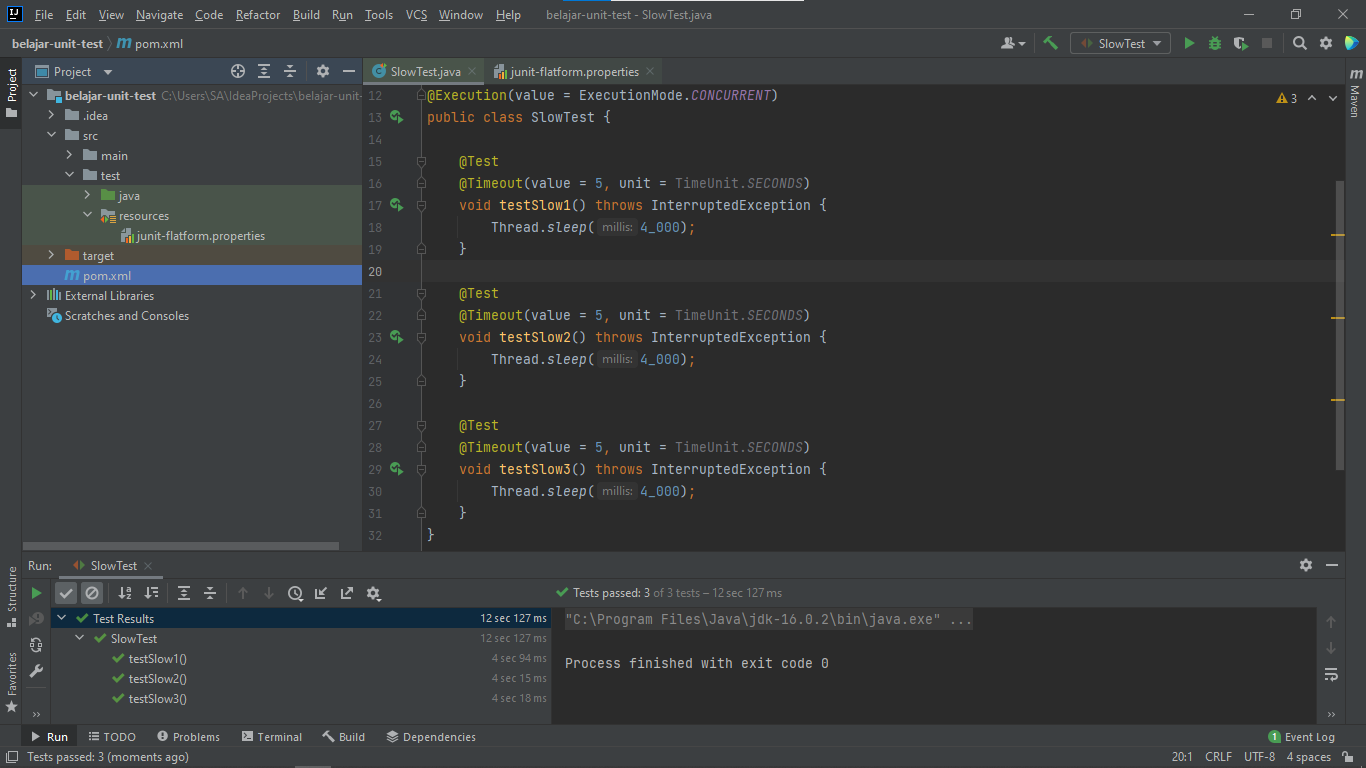 File Edit View Navigate Code Refactor Build Run Tools VCS Window Help belajar-unit-test - SlowTest.java
belajar-unit-test pom.xml SlowTest
Project SlowTest.java junit-flatform.properties
Project
Maven
Structure
Favorites
belajar-unit-test C:\Users\SA\IdeaProjects\belajar-unit-
.idea
src
main
test
java
resources
junit-flatform.properties
target
pom.xml
External Libraries
Scratches and Consoles
3
12 @Execution(value = ExecutionMode.CONCURRENT)
13 public class SlowTest {
14
15 @Test
16 @Timeout(value = 5, unit = TimeUnit.SECONDS)
17 void testSlow1() throws InterruptedException {
18 Thread.sleep( millis: 4_000);
19 }
20
21 @Test
22 @Timeout(value = 5, unit = TimeUnit.SECONDS)
23 void testSlow2() throws InterruptedException {
24 Thread.sleep( millis: 4_000);
25 }
26
27 @Test
28 @Timeout(value = 5, unit = TimeUnit.SECONDS)
29 void testSlow3() throws InterruptedException {
30 Thread.sleep( millis: 4_000);
31 }
32 }
Run: SlowTest
Tests passed: 3 of 3 tests – 12 sec 127 ms
Test Results 12 sec 127 ms
SlowTest 12 sec 127 ms
testSlow1() 4 sec 94 ms
testSlow2() 4 sec 15 ms
testSlow3() 4 sec 18 ms
"C:\Program Files\Java\jdk-16.0.2\bin\java.exe" ...
Process finished with exit code 0
Run TODO Problems Terminal Build Dependencies 1 Event Log
Tests passed: 3 (moments ago) 20:1 CRLF UTF-8 4 spaces